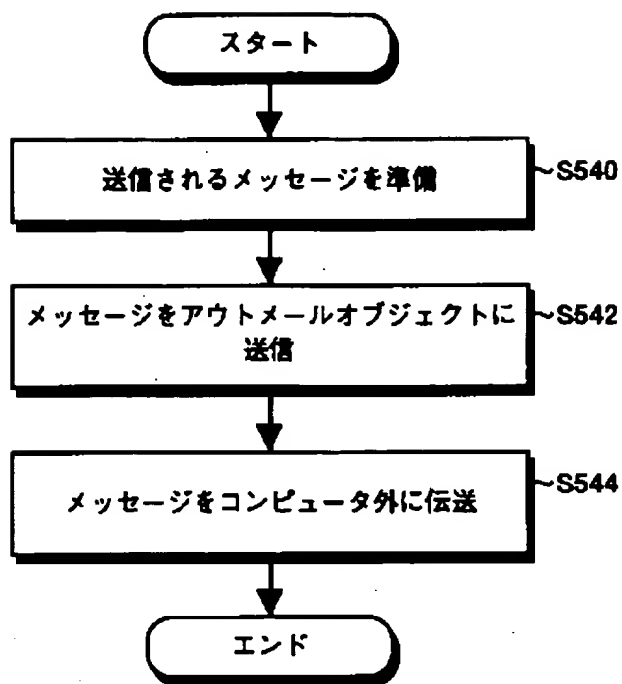 スタート
送信されるメッセージを準備
~S540
メッセージをアウトメールオブジェクトに
送信
~S542
メッセージをコンピュータ外に伝送
~S544
エンド